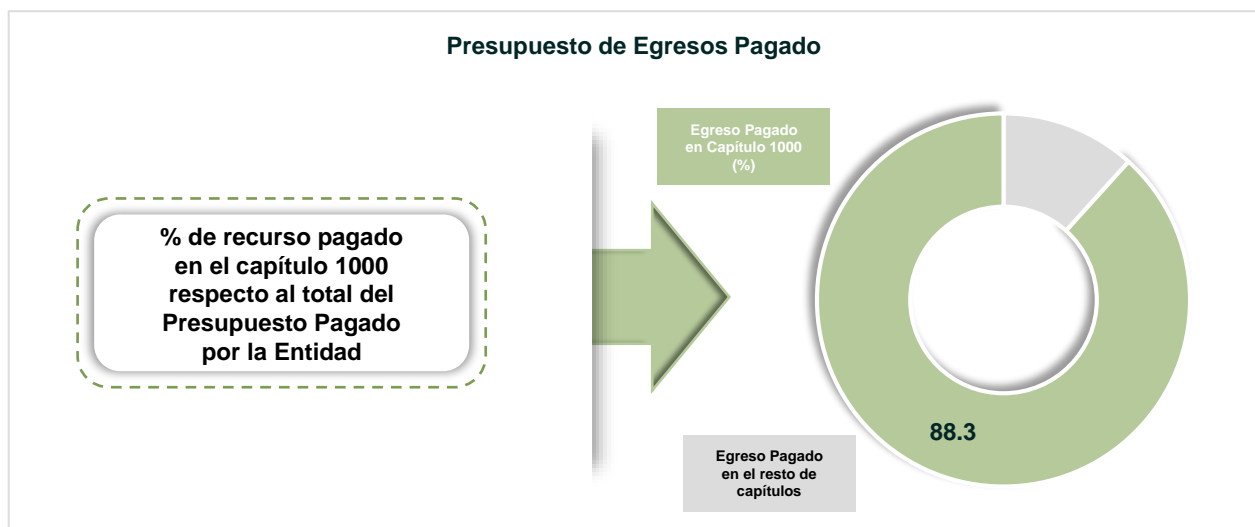 Presupuesto de Egresos Pagado
Egreso Pagado
en Capítulo 1000
(%)
% de recurso pagado
en el capítulo 1000
respecto al total del
Presupuesto Pagado
por la Entidad
88.3
Egreso Pagado
en el resto de
capítulos